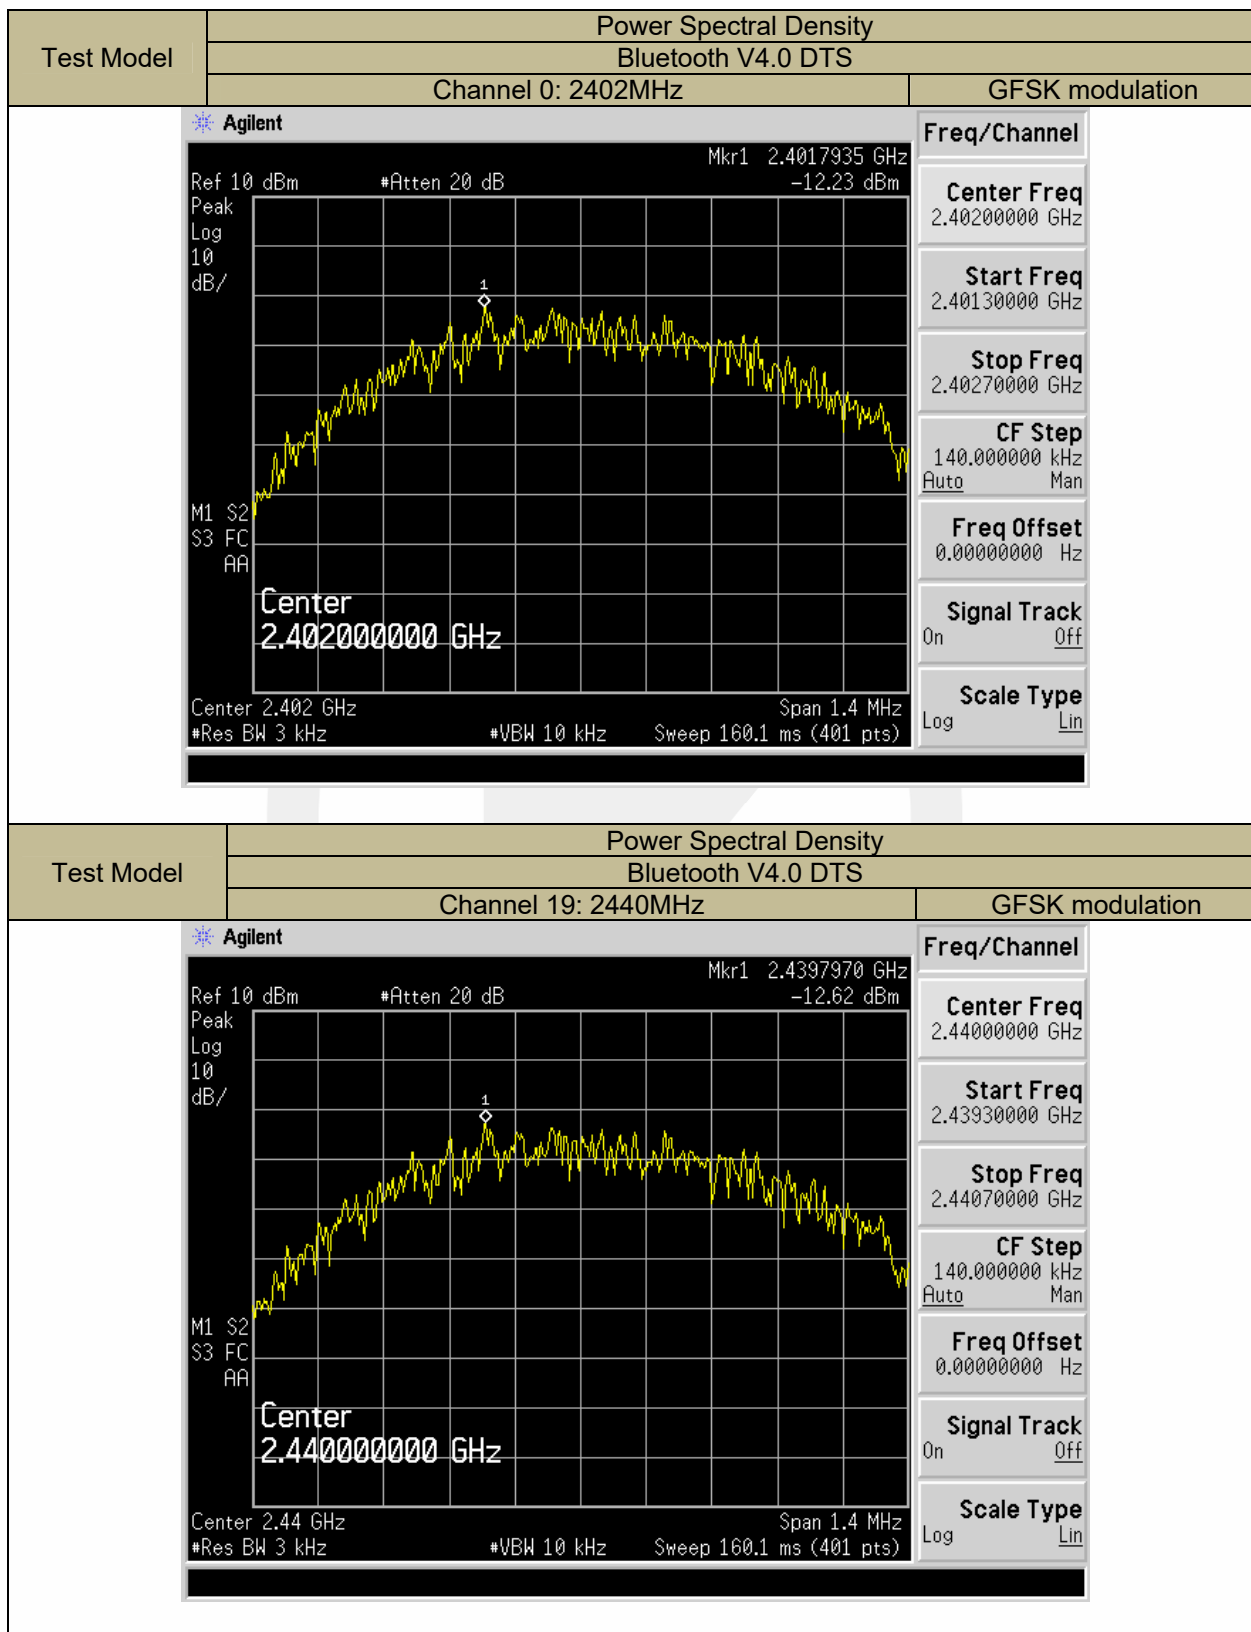 Test Model
Power Spectral Density
Bluetooth V4.0 DTS
Channel 0: 2402MHz GFSK modulation
Agilent
Freq/Channel
Mkr1 2.4017935 GHz
Ref 10 dBm #Atten 20 dB -12.23 dBm
Peak
Log
10
dB/
1
M1 S2
S3 FC
AA
Center
2.402000000 GHz
Center 2.402 GHz Span 1.4 MHz
#Res BW 3 kHz #VBW 10 kHz Sweep 160.1 ms (401 pts)
Center Freq
2.40200000 GHz
Start Freq
2.40130000 GHz
Stop Freq
2.40270000 GHz
CF Step
140.000000 kHz
Auto Man
Freq Offset
0.00000000 Hz
Signal Track
On Off
Scale Type
Log Lin
Test Model
Power Spectral Density
Bluetooth V4.0 DTS
Channel 19: 2440MHz GFSK modulation
Agilent
Freq/Channel
Mkr1 2.4397970 GHz
Ref 10 dBm #Atten 20 dB -12.62 dBm
Peak
Log
10
dB/
1
M1 S2
S3 FC
AA
Center
2.440000000 GHz
Center 2.44 GHz Span 1.4 MHz
#Res BW 3 kHz #VBW 10 kHz Sweep 160.1 ms (401 pts)
Center Freq
2.44000000 GHz
Start Freq
2.43930000 GHz
Stop Freq
2.44070000 GHz
CF Step
140.000000 kHz
Auto Man
Freq Offset
0.00000000 Hz
Signal Track
On Off
Scale Type
Log Lin